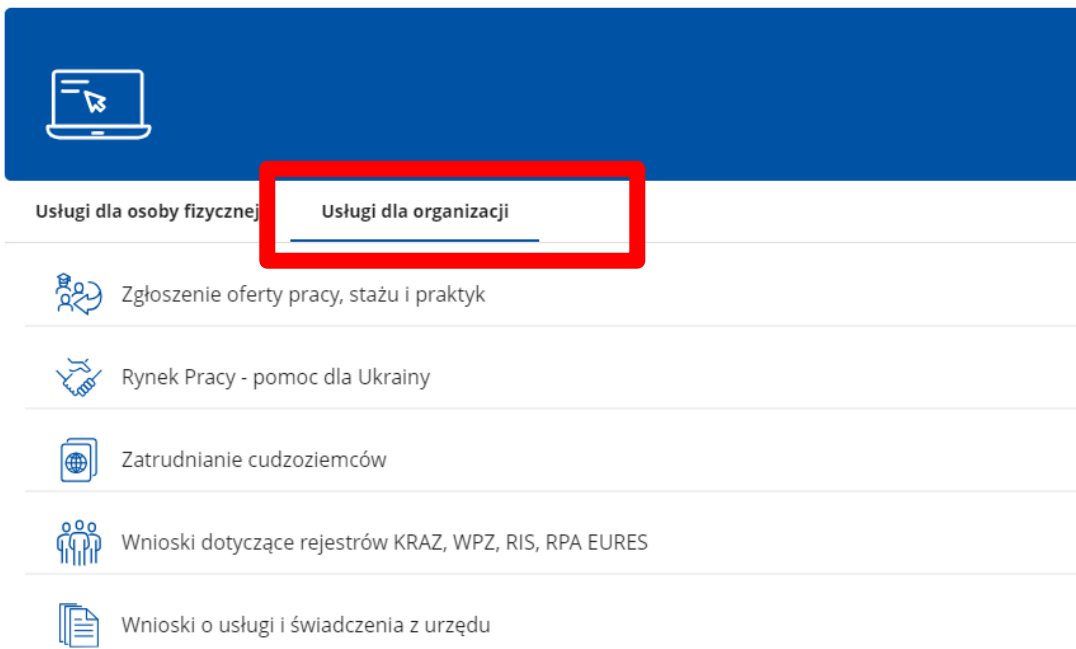 Usługi dla osoby fizycznej
Usługi dla organizacji
Zgłoszenie oferty pracy, stażu i praktyk
Rynek Pracy - pomoc dla Ukrainy
Zatrudnianie cudzoziemców
Wnioski dotyczące rejestrów KRAZ, WPZ, RIS, RPA EURES
Wnioski o usługi i świadczenia z urzędu